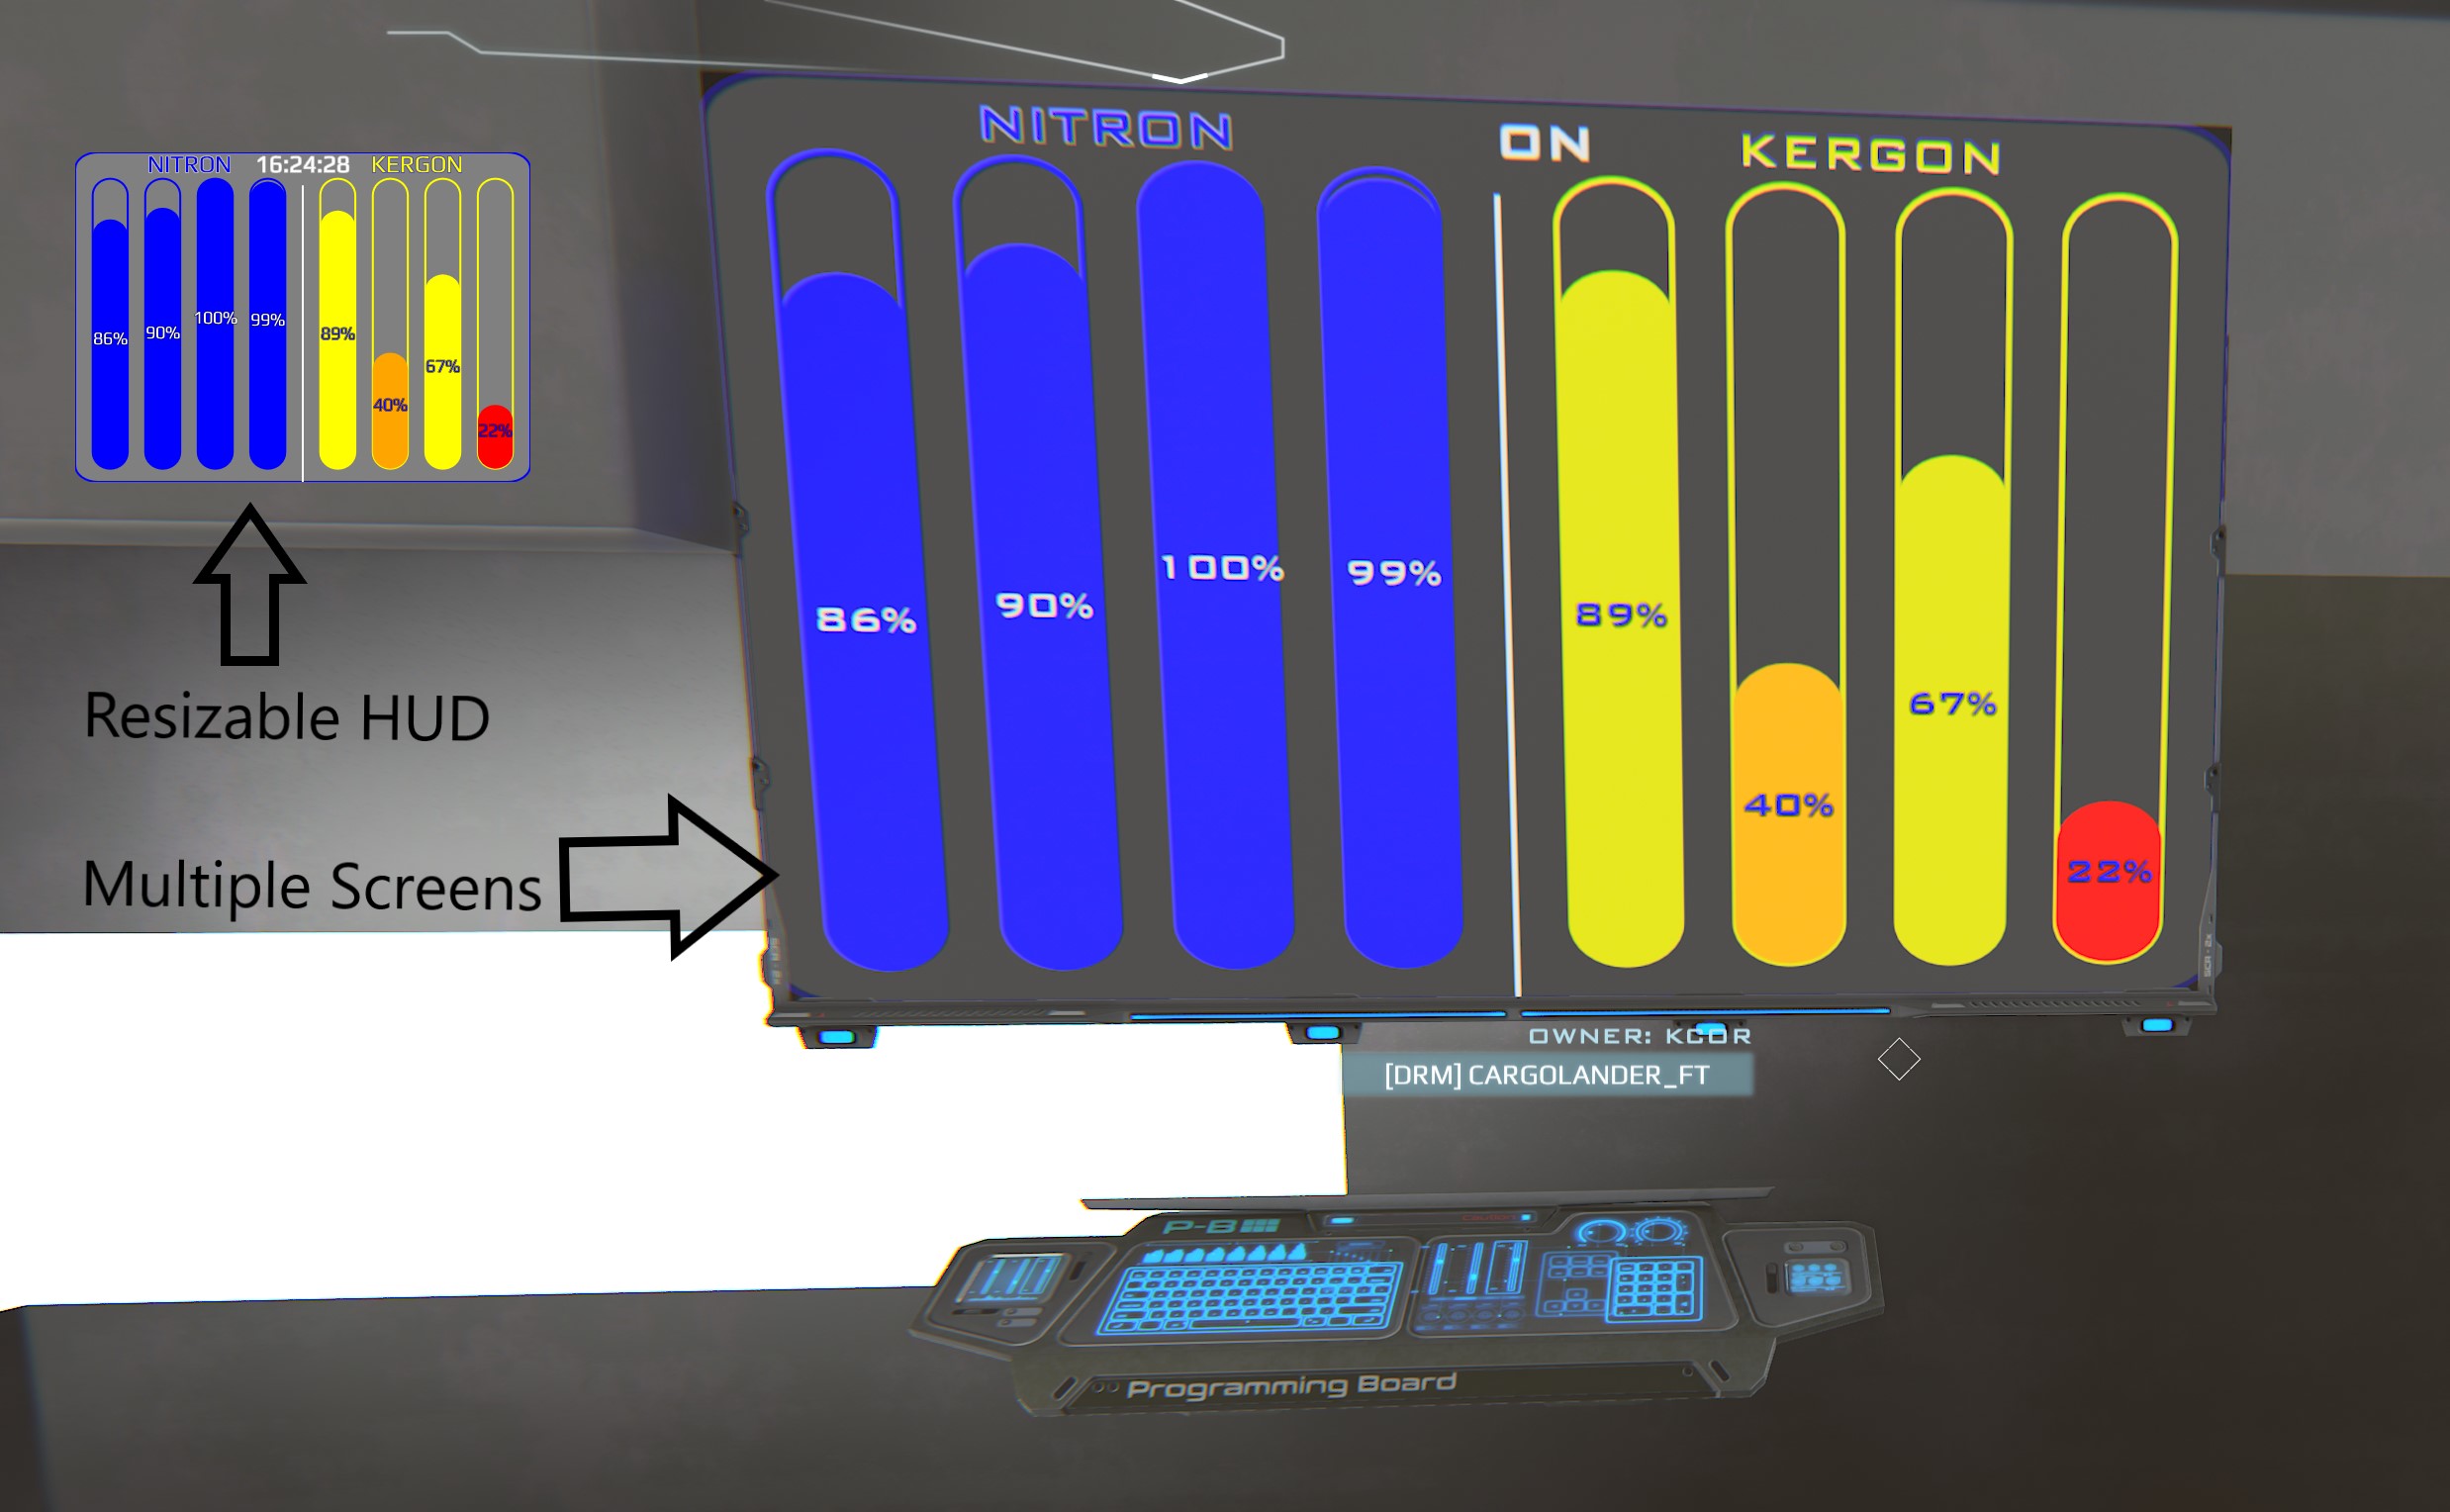 NITRON 16:24:28 KERGON
86% 90% 100% 99% 89% 40% 67% 22%
Resizable HUD
Multiple Screens
NITRON ON KERGON
86% 90% 100% 99% 89% 40% 67% 22%
OWNER: KCOR
[DRM] CARGOLANDER_FT
P-B
Programming Board